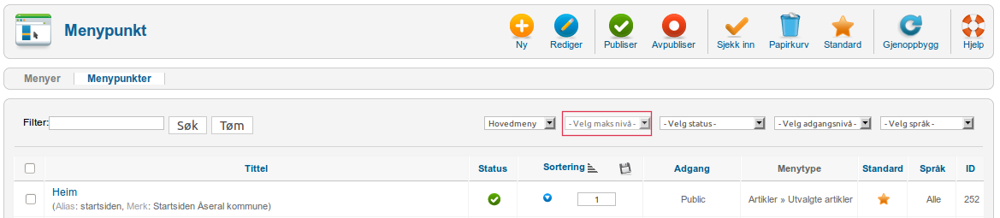 Menypunkt
Ny Rediger Publiser Avpubliser Sjekk inn Papirkurv Standard Gjenoppbygg Hjelp
Menyer Menypunkter
Filter: Søk Tøm Hovedmeny - Velg maks nivå - - Velg status - - Velg adgangsnivå - - Velg språk -
Tittel Status Sortering Adgang Menytype Standard Språk ID
Heim
(Alias: startsiden, Merk: Startsiden Åseral kommune) 1 Public Artikler » Utvalgte artikler Alle 252